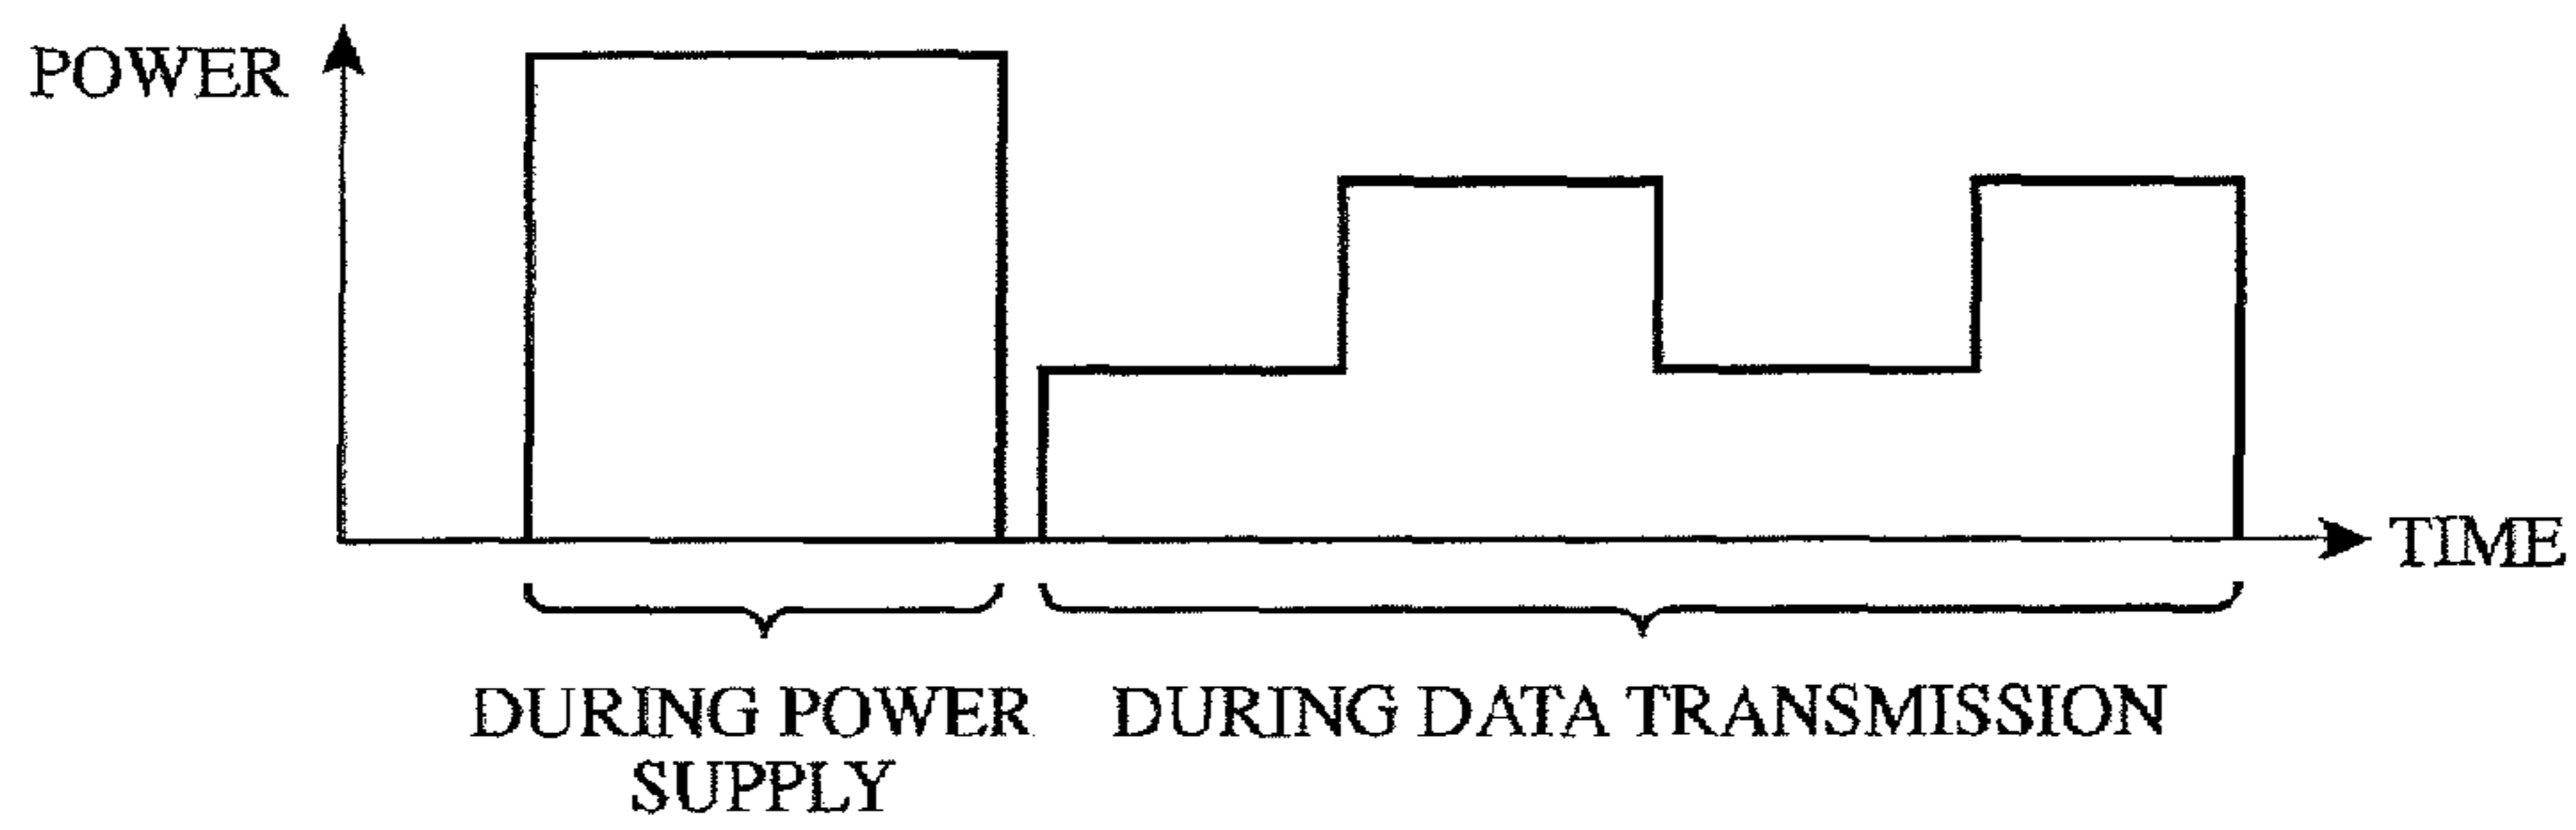 POWER
TIME
DURING POWER
SUPPLY
DURING DATA TRANSMISSION